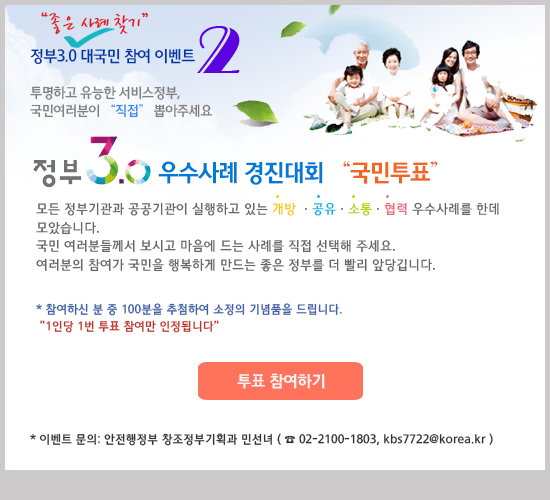 “좋은 사례 찾기”
정부3.0 대국민 참여 이벤트 2
투명하고 유능한 서비스정부,
국민여러분이 “직접” 뽑아주세요
정부 3.0 우수사례 경진대회 “국민투표”
모든 정부기관과 공공기관이 실행하고 있는 개방 · 공유 · 소통 · 협력 우수사례를 한데
모았습니다.
국민 여러분들께서 보시고 마음에 드는 사례를 직접 선택해 주세요.
여러분의 참여가 국민을 행복하게 만드는 좋은 정부를 더 빨리 앞당깁니다.
* 참여하신 분 중 100분을 추첨하여 소정의 기념품을 드립니다.
"1인당 1번 투표 참여만 인정됩니다"
투표 참여하기
* 이벤트 문의: 안전행정부 창조정부기획과 민선녀 ( ☎ 02-2100-1803, kbs7722@korea.kr )